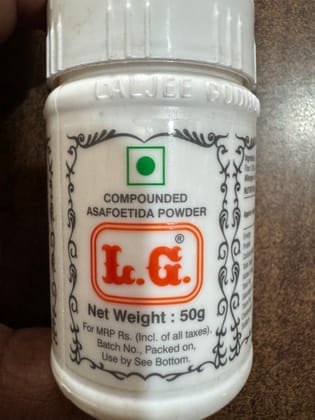 LALJEE GODHOO
COMPOUNDED
ASAFOETIDA POWDER
L.G.®
Net Weight : 50g
For MRP Rs. (Incl. of all taxes),
Batch No., Packed on,
Use by See Bottom.